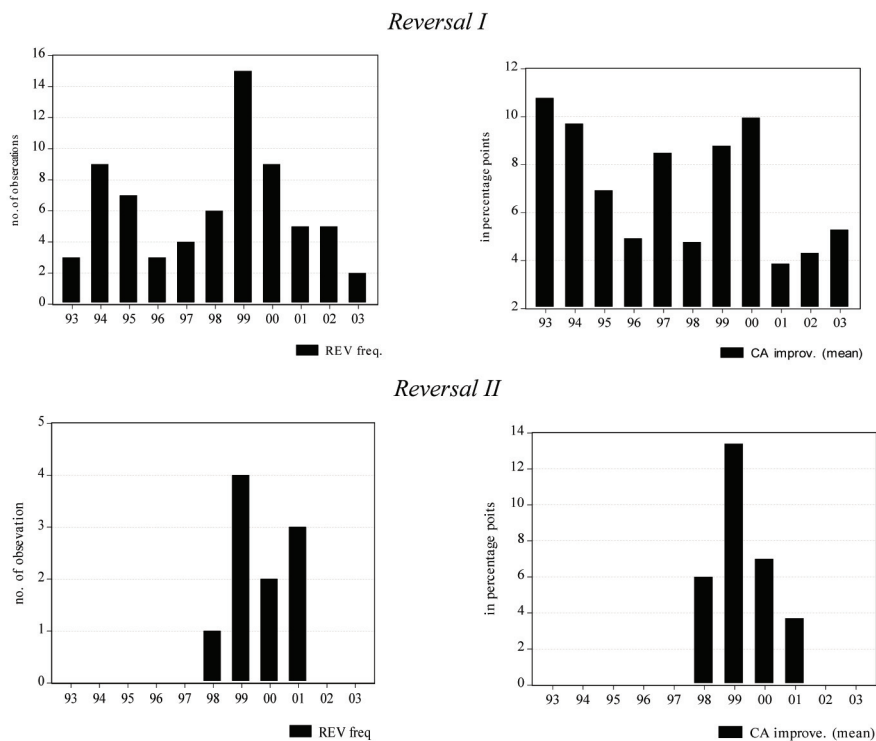 Reversal I
no. of obsercations
16
14
12
10
8
6
4
2
0
93 94 95 96 97 98 99 00 01 02 03
REV freq.
in percentage points
12
10
8
6
4
2
93 94 95 96 97 98 99 00 01 02 03
CA improv. (mean)
Reversal II
no. of obsevation
5
4
3
2
1
0
93 94 95 96 97 98 99 00 01 02 03
REV freq
in percentage poits
14
12
10
8
6
4
2
0
93 94 95 96 97 98 99 00 01 02 03
CA improve. (mean)